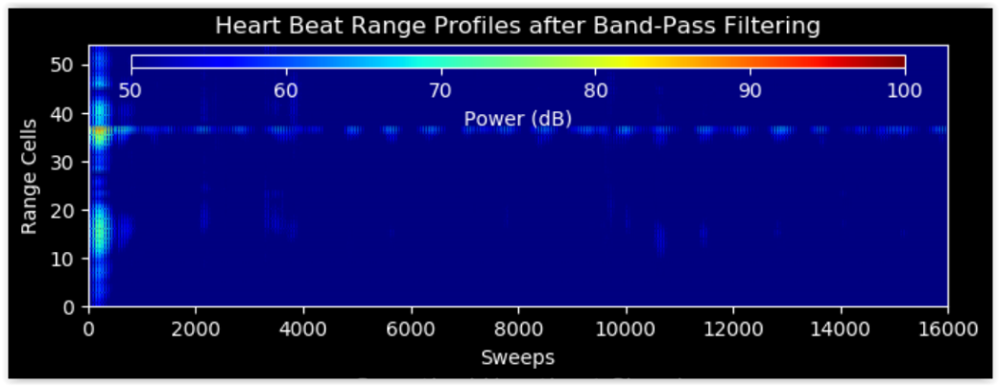 Heart Beat Range Profiles after Band-Pass Filtering
50 60 70 80 90 100
Power (dB)
Range Cells
50
40
30
20
10
0
0 2000 4000 6000 8000 10000 12000 14000 16000
Sweeps